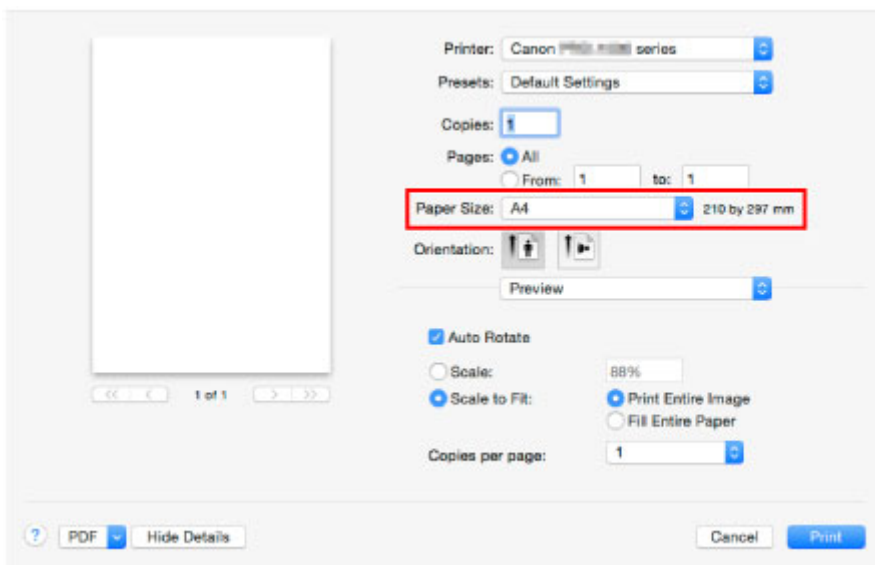 Printer: Canon series
Presets: Default Settings
Copies: 1
Pages: All
From: 1 to: 1
Paper Size: A4 210 by 297 mm
Orientation:
Preview
Auto Rotate
Scale: 88%
Scale to Fit: Print Entire Image
Fill Entire Paper
Copies per page: 1
<< < 1 of 1 > >>
? PDF Hide Details Cancel Print